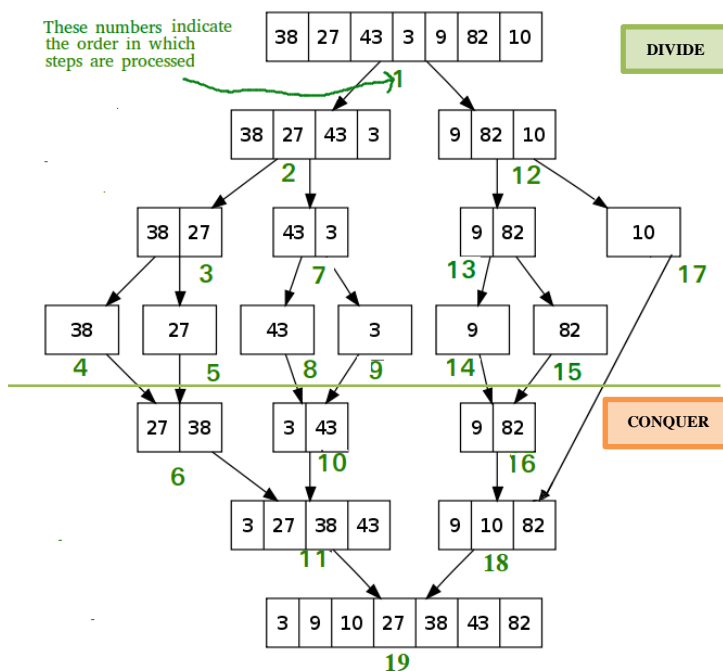 These numbers indicate
the order in which
steps are processed
38 27 43 3 9 82 10
DIVIDE
1
38 27 43 3
9 82 10
2
12
38 27
43 3
9 82
10
3
7
13
17
38
27
43
3
9
82
4
5
8
9
14
15
27 38
3 43
9 82
CONQUER
6
10
16
3 27 38 43
9 10 82
11
18
3 9 10 27 38 43 82
19